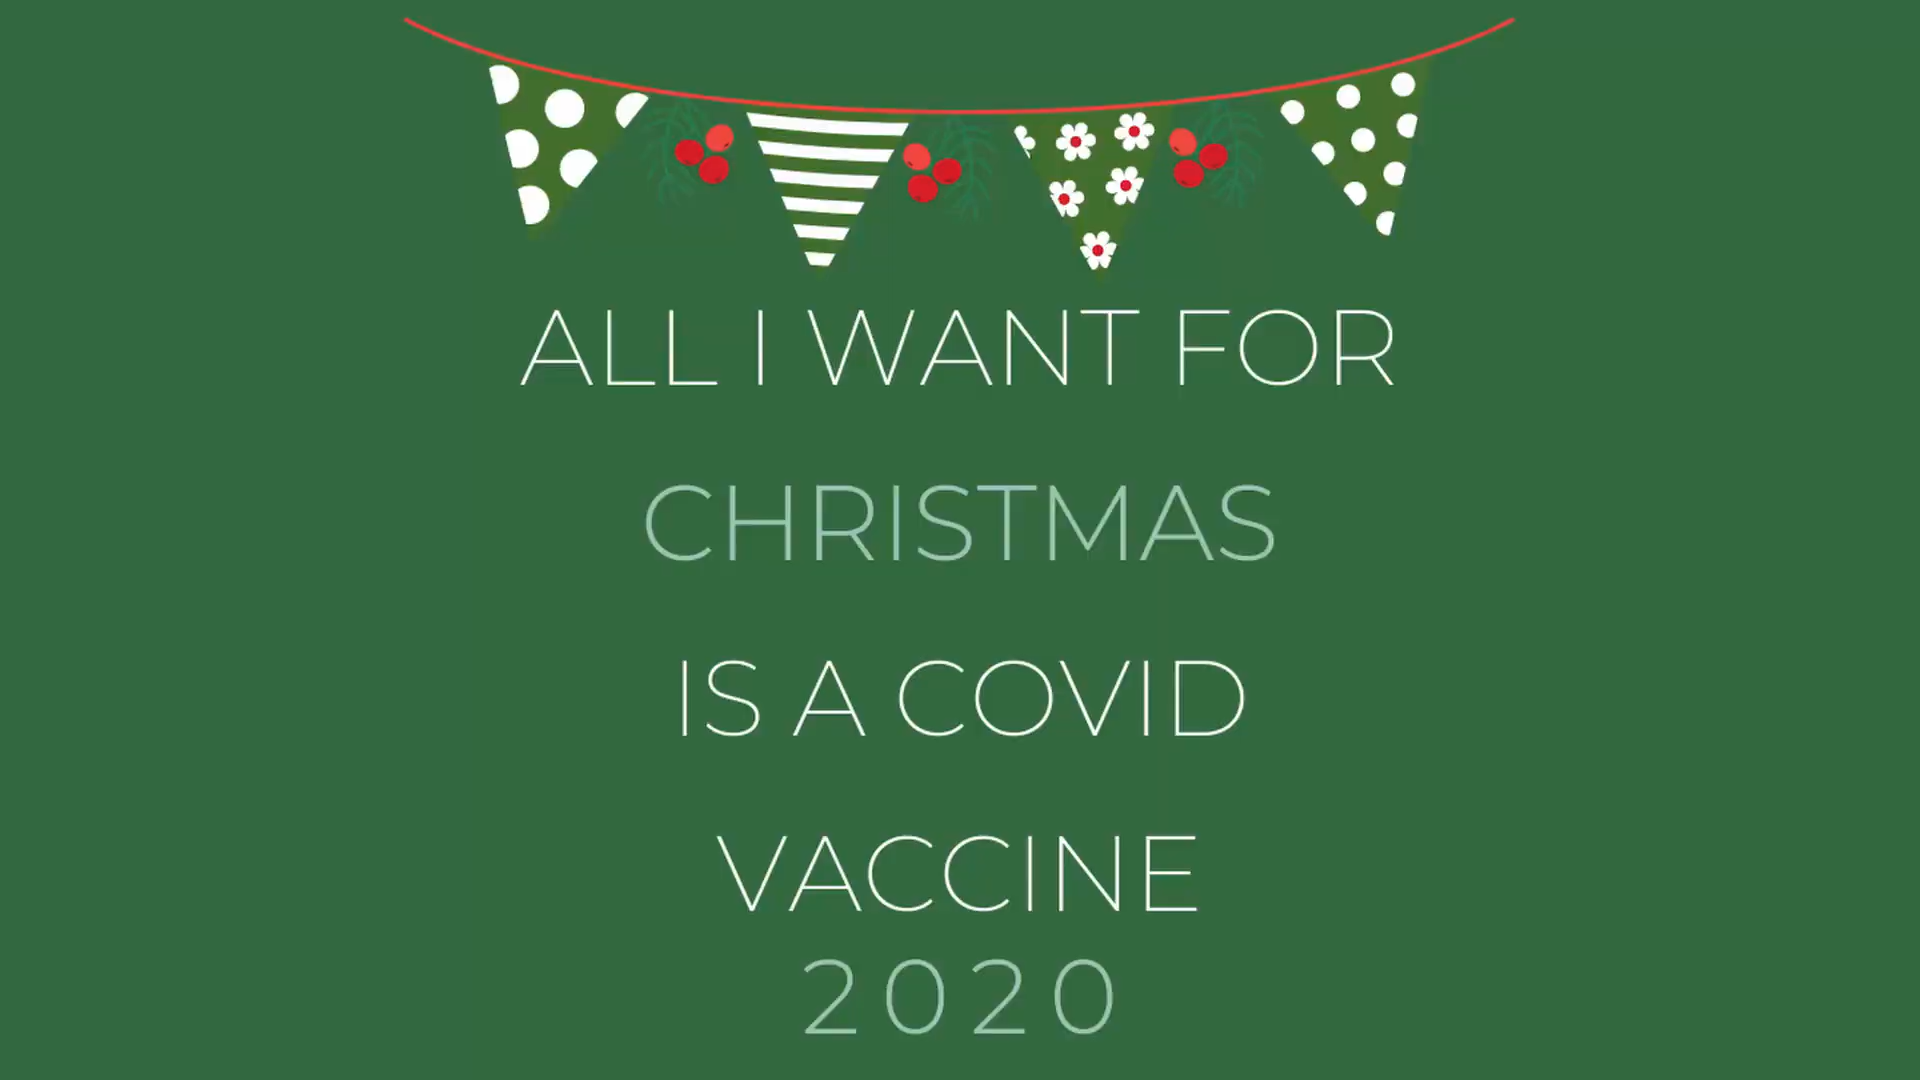 ALL I WANT FOR
CHRISTMAS
IS A COVID
VACCINE
2020